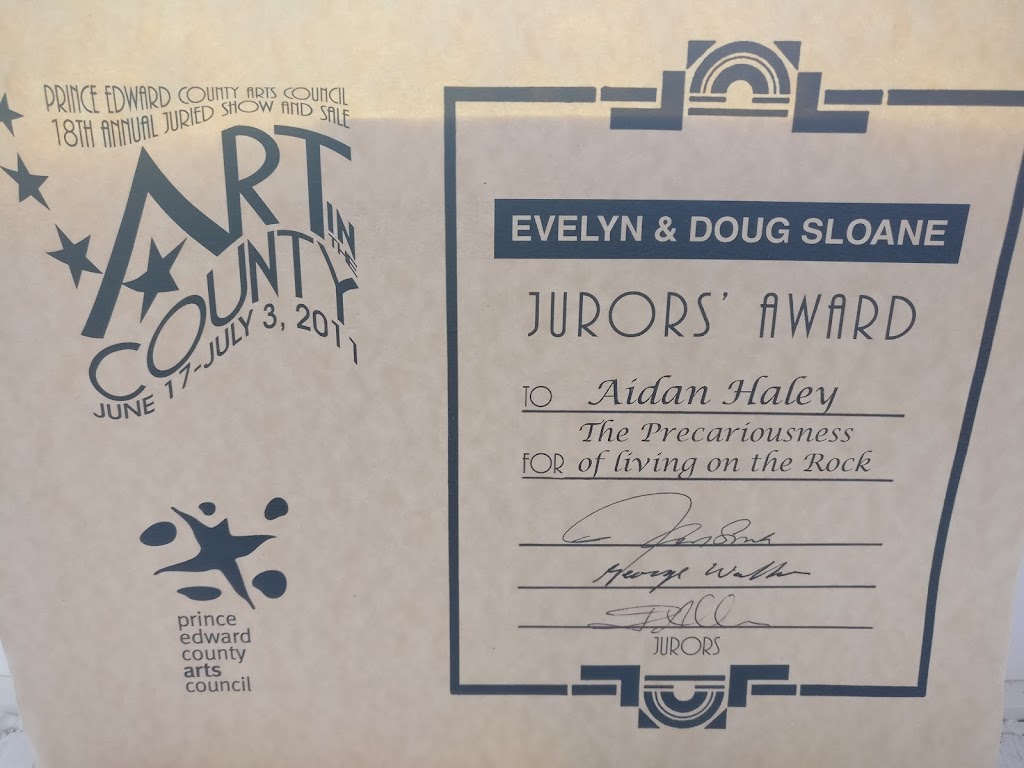 PRINCE EDWARD COUNTY ARTS COUNCIL
18TH ANNUAL JURIED SHOW AND SALE
ART
IN
THE
COUNTY
JUNE 17-JULY 3, 2011
prince
edward
county
arts
council
EVELYN & DOUG SLOANE
JURORS' AWARD
TO Aidan Haley
The Precariousness
FOR of living on the Rock
George
JURORS